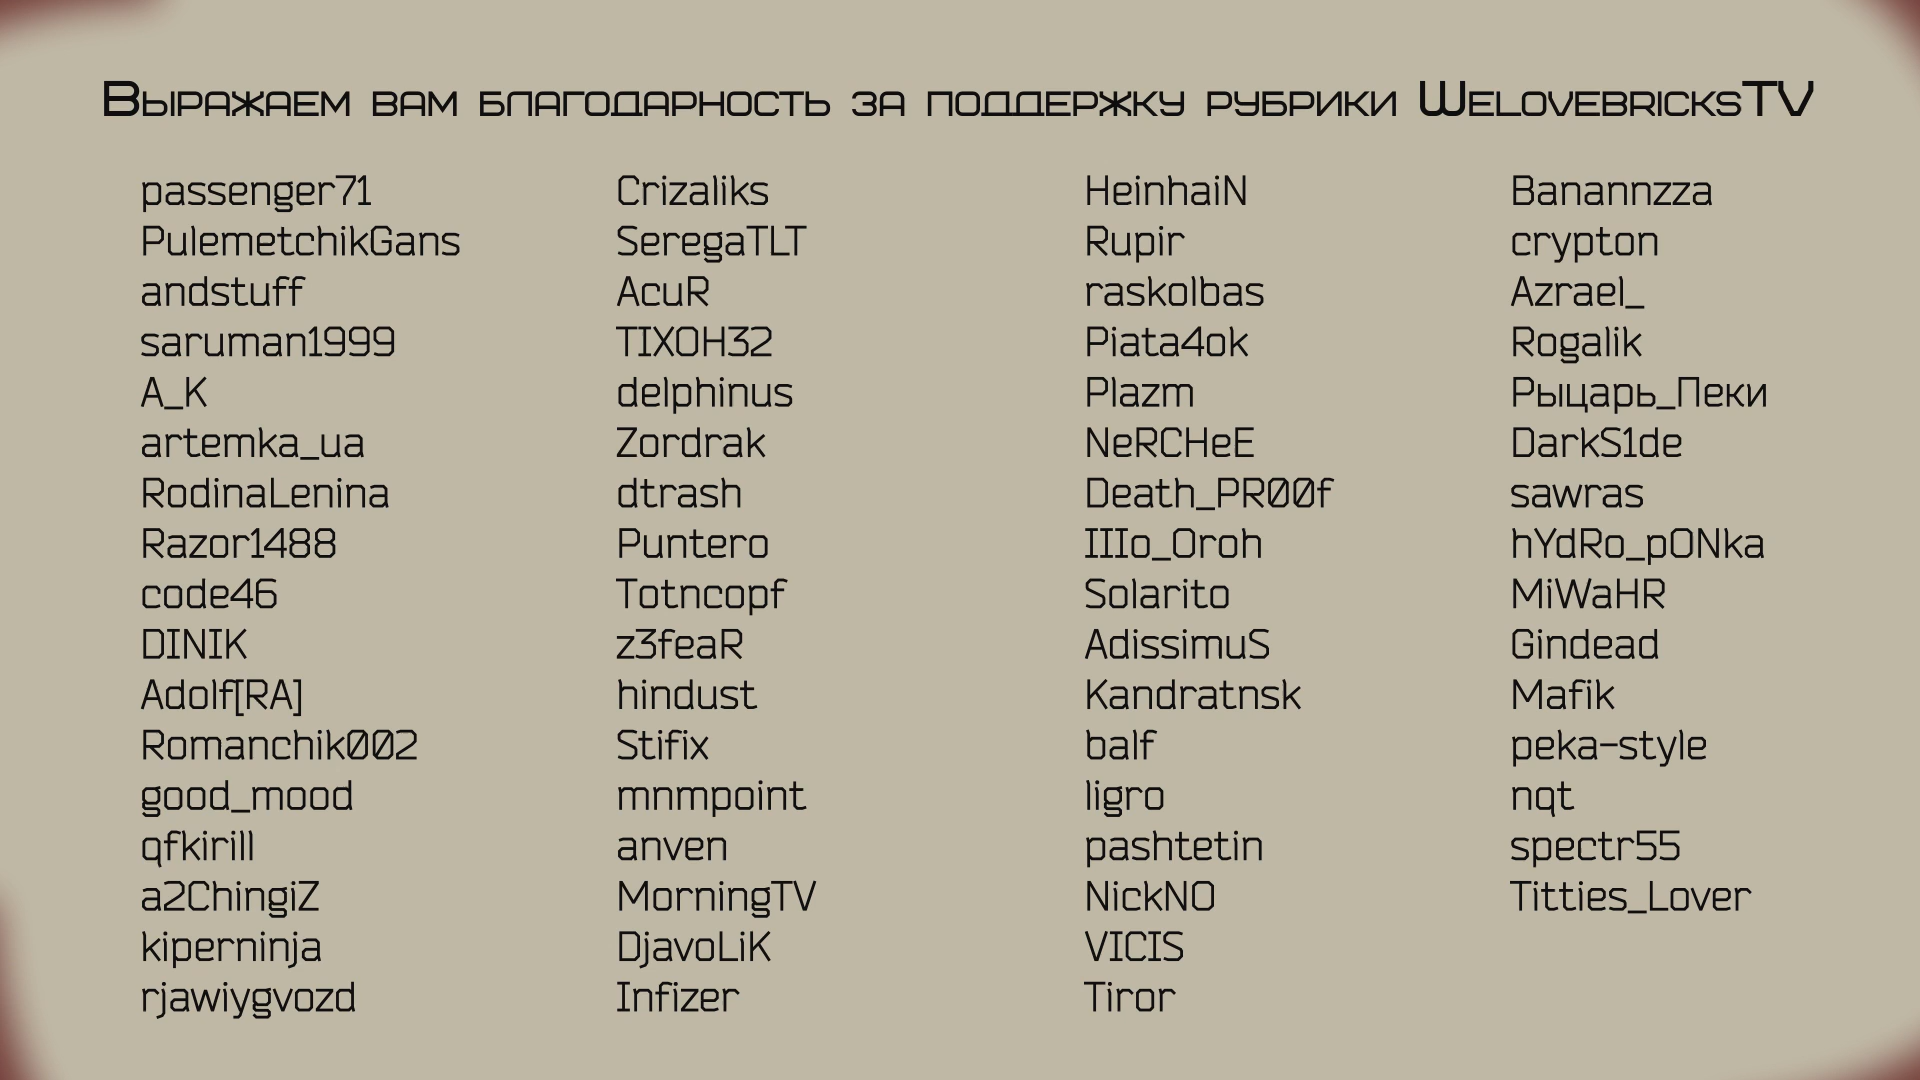 Выражаем вам благодарность за поддержку рубрики WelovebricksTV
passenger71
PulemetchikGans
andstuff
saruman1999
A_K
artemka_ua
RodinaLenina
Razor1488
code46
DINIK
Adolf[RA]
Romanchik002
good_mood
qfkirill
a2ChingiZ
kiperninja
rjawiygvozd
Crizaliks
SeregaTLT
AcuR
TIXOH32
delphinus
Zordrak
dtrash
Puntero
Totncopf
z3feaR
hindust
Stifix
mnmpoint
anven
MorningTV
DjavoLiK
Infizer
HeinhaiN
Rupir
raskolbas
Piata4ok
Plazm
NeRCHeE
Death_PR00f
IIIo_Oroh
Solarito
AdissimuS
Kandratnsk
balf
ligro
pashtetin
NickNO
VICIS
Tiror
Banannzza
crypton
Azrael_
Rogalik
Рыцарь_Пеки
DarkS1de
sawras
hYdRo_pONka
MiWaHR
Gindead
Mafik
peka-style
nqt
spectr55
Titties_Lover